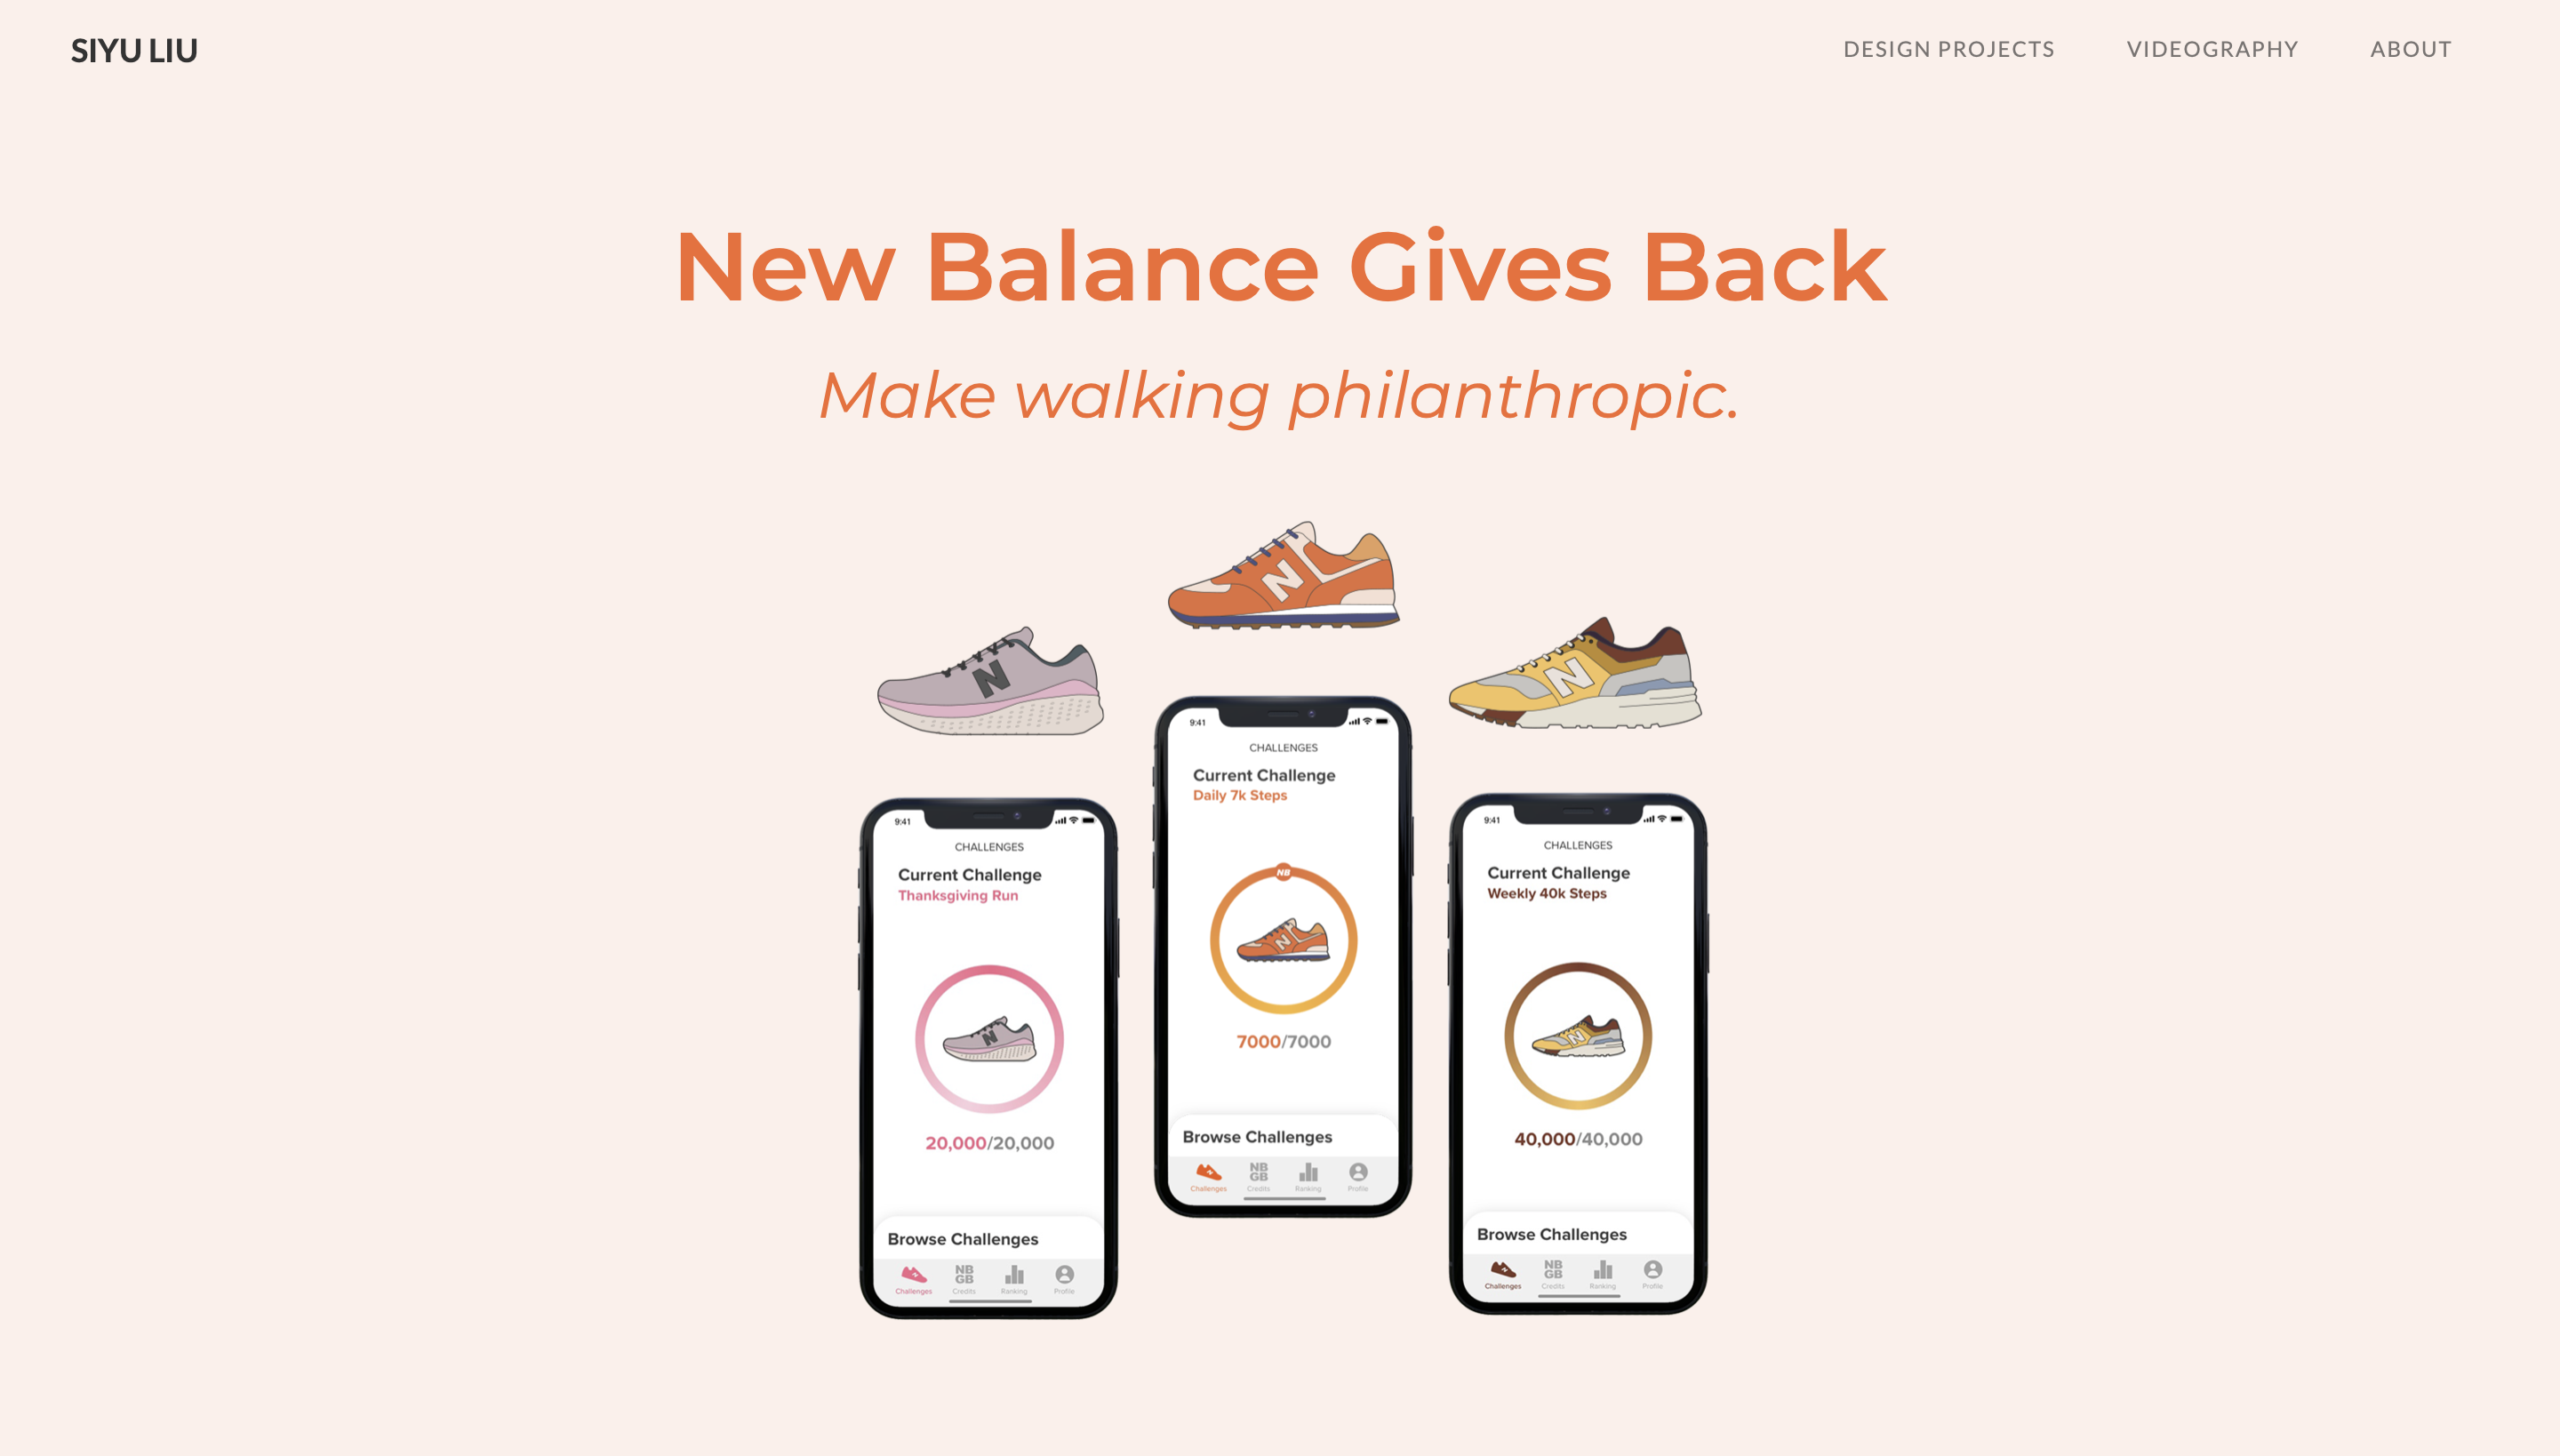 SIYU LIU
DESIGN PROJECTS
VIDEOGRAPHY
ABOUT
New Balance Gives Back
Make walking philanthropic.
N
N
N
9:41
CHALLENGES
Current Challenge
Thanksgiving Run
N
20,000/20,000
Browse Challenges
NB
GB
Challenges
Credits
Ranking
Profile
9:41
CHALLENGES
Current Challenge
Daily 7k Steps
NB
N
7000/7000
Browse Challenges
NB
GB
Challenges
Credits
Ranking
Profile
9:41
CHALLENGES
Current Challenge
Weekly 40k Steps
N
40,000/40,000
Browse Challenges
NB
GB
Challenges
Credits
Ranking
Profile